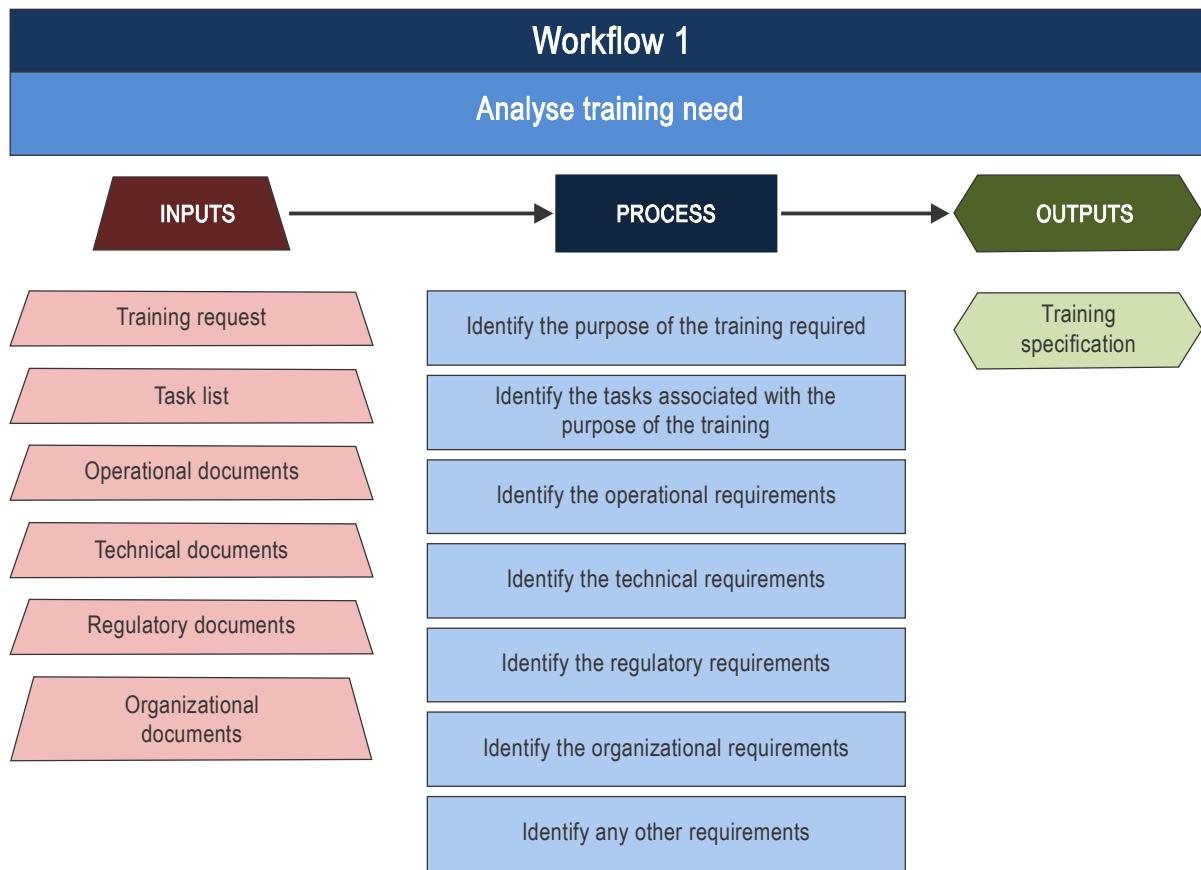 Workflow 1
Analyse training need
INPUTS
PROCESS
OUTPUTS
Training request
Task list
Operational documents
Technical documents
Regulatory documents
Organizational
documents
Identify the purpose of the training required
Identify the tasks associated with the
purpose of the training
Identify the operational requirements
Identify the technical requirements
Identify the regulatory requirements
Identify the organizational requirements
Identify any other requirements
Training
specification